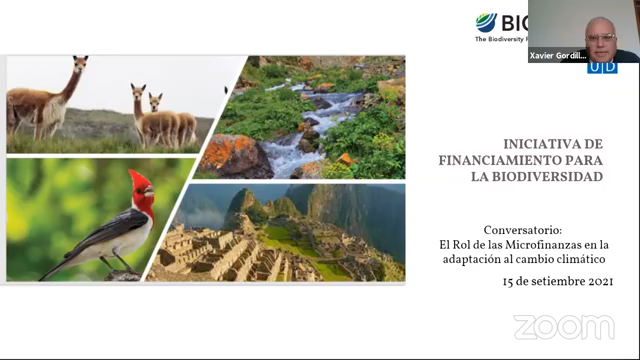 BIO
The Biodiversity
Xavier Gordill...
U D
INICIATIVA DE
FINANCIAMIENTO PARA
LA BIODIVERSIDAD
Conversatorio:
El Rol de las Microfinanzas en la
adaptación al cambio climático
15 de setiembre 2021
zoom